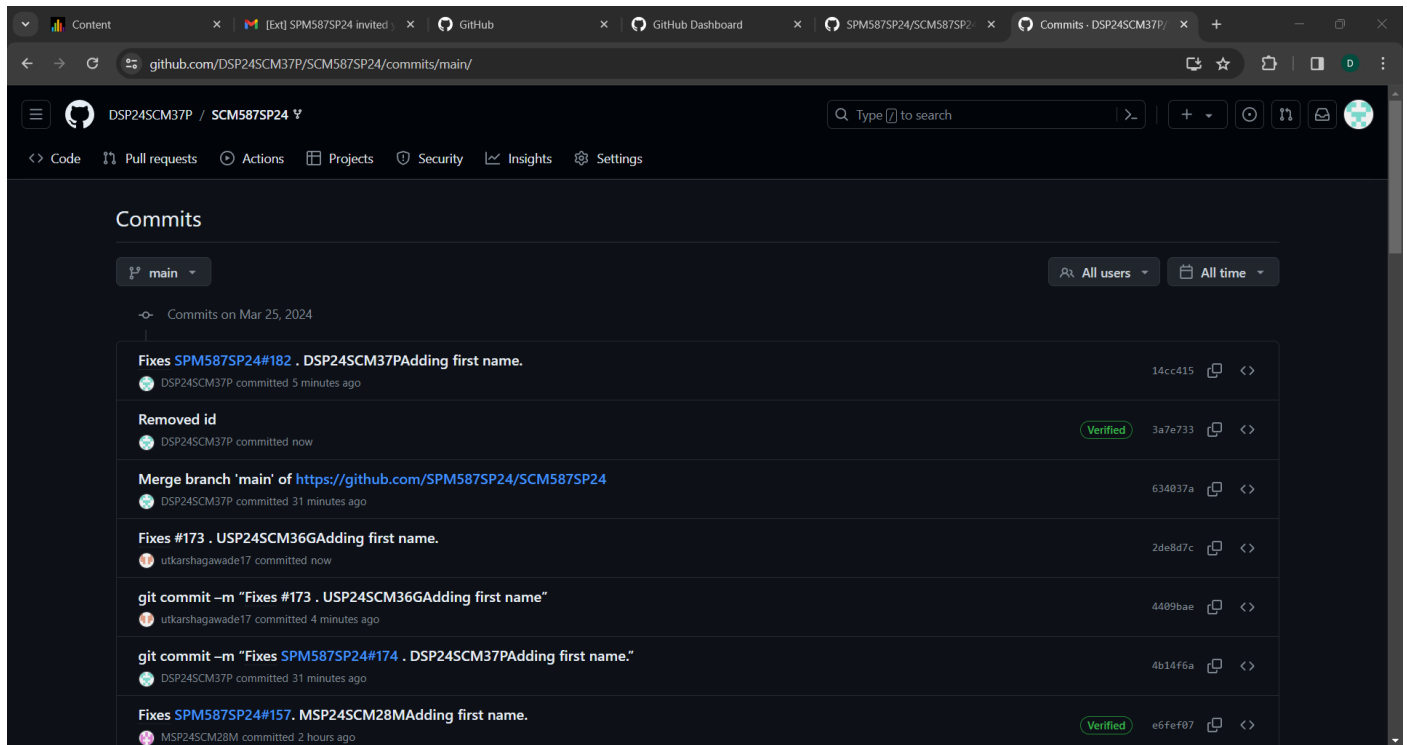 Content
[Ext] SPM587SP24 invited y
GitHub
GitHub Dashboard
SPM587SP24/SCM587SP24
Commits · DSP24SCM37P/
github.com/DSP24SCM37P/SCM587SP24/commits/main/
D
DSP24SCM37P / SCM587SP24
Type / to search
Code
Pull requests
Actions
Projects
Security
Insights
Settings
Commits
main
All users
All time
Commits on Mar 25, 2024
Fixes SPM587SP24#182 . DSP24SCM37PAdding first name.
DSP24SCM37P committed 5 minutes ago
14cc415
Removed id
DSP24SCM37P committed now
Verified
3a7e733
Merge branch 'main' of https://github.com/SPM587SP24/SCM587SP24
DSP24SCM37P committed 31 minutes ago
634037a
Fixes #173 . USP24SCM36GAdding first name.
utkarshagawade17 committed now
2de8d7c
git commit –m “Fixes #173 . USP24SCM36GAdding first name”
utkarshagawade17 committed 4 minutes ago
4409bae
git commit –m “Fixes SPM587SP24#174 . DSP24SCM37PAdding first name.”
DSP24SCM37P committed 31 minutes ago
4b14f6a
Fixes SPM587SP24#157. MSP24SCM28MAdding first name.
MSP24SCM28M committed 2 hours ago
Verified
e6fef07